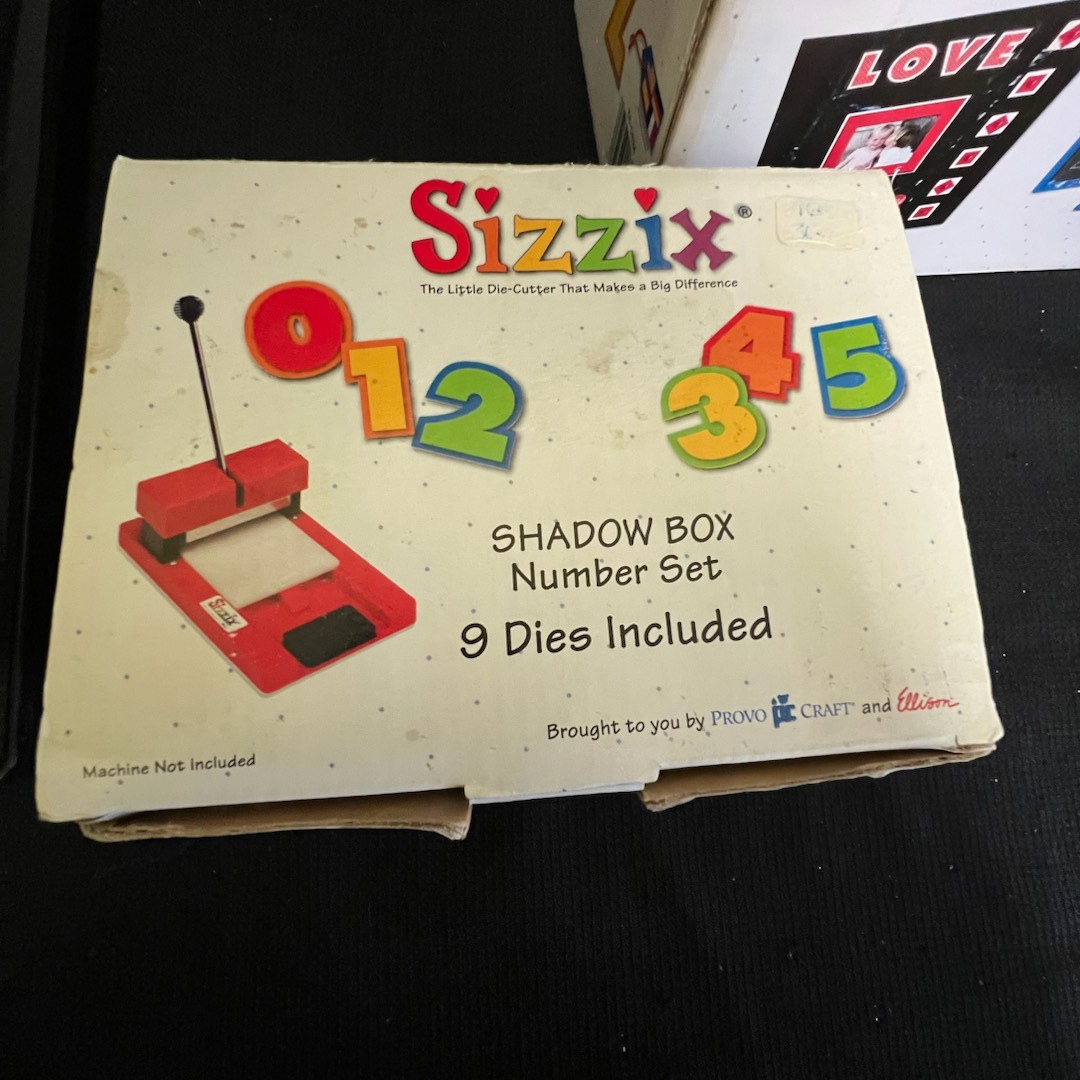 LOVE
Sizzix®
The Little Die-Cutter That Makes a Big Difference
0 1 2 3 4 5
SHADOW BOX
Number Set
9 Dies Included
Sizzix
Brought to you by PROVO CRAFT and Ellison
Machine Not Included